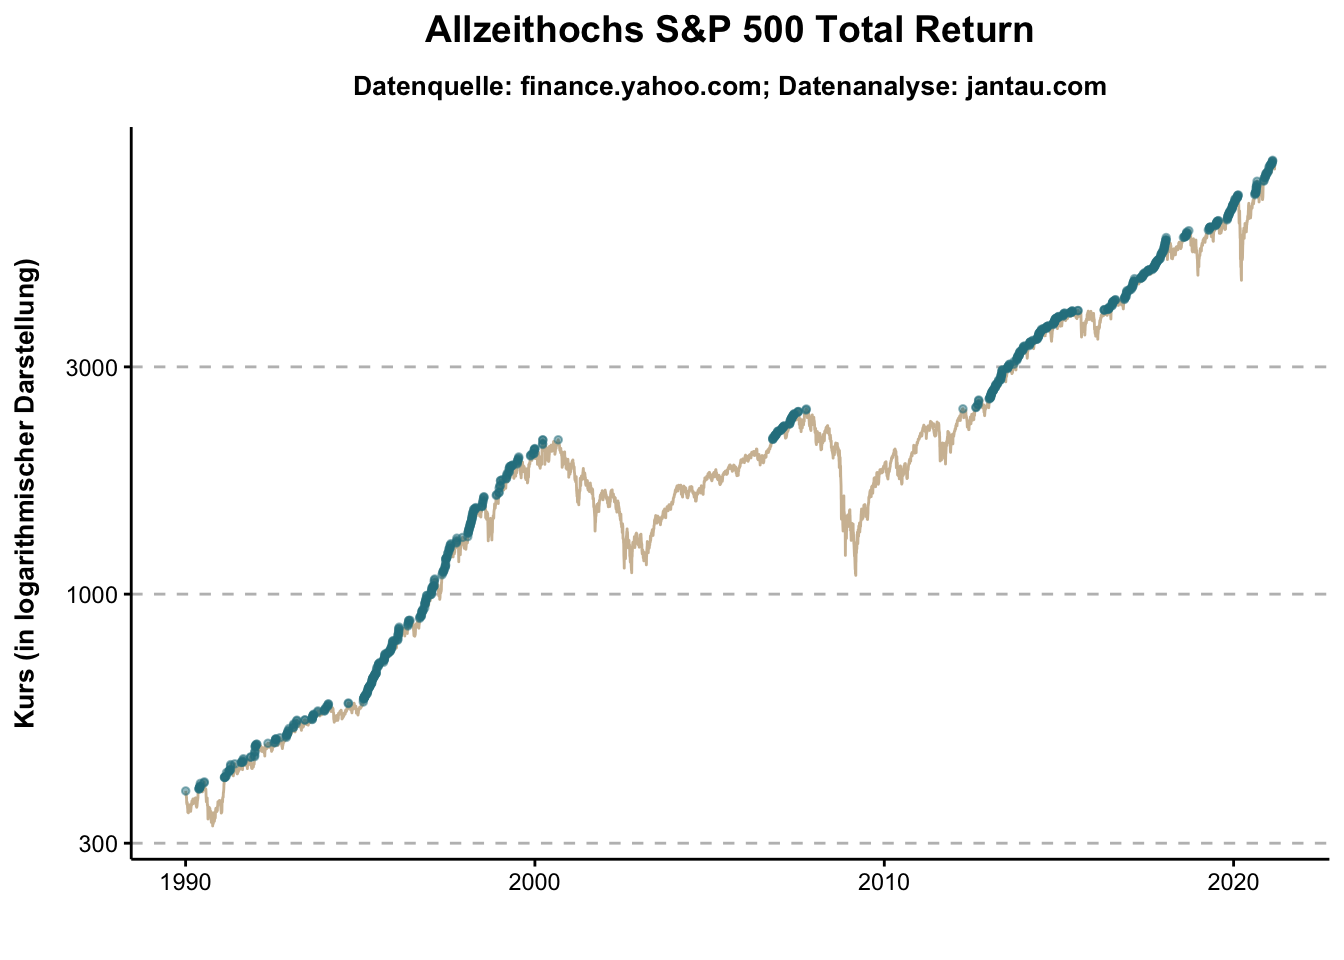 Allzeithochs S&P 500 Total Return
Datenquelle: finance.yahoo.com; Datenanalyse: jantau.com
Kurs (in logarithmischer Darstellung)
3000
1000
300
1990
2000
2010
2020